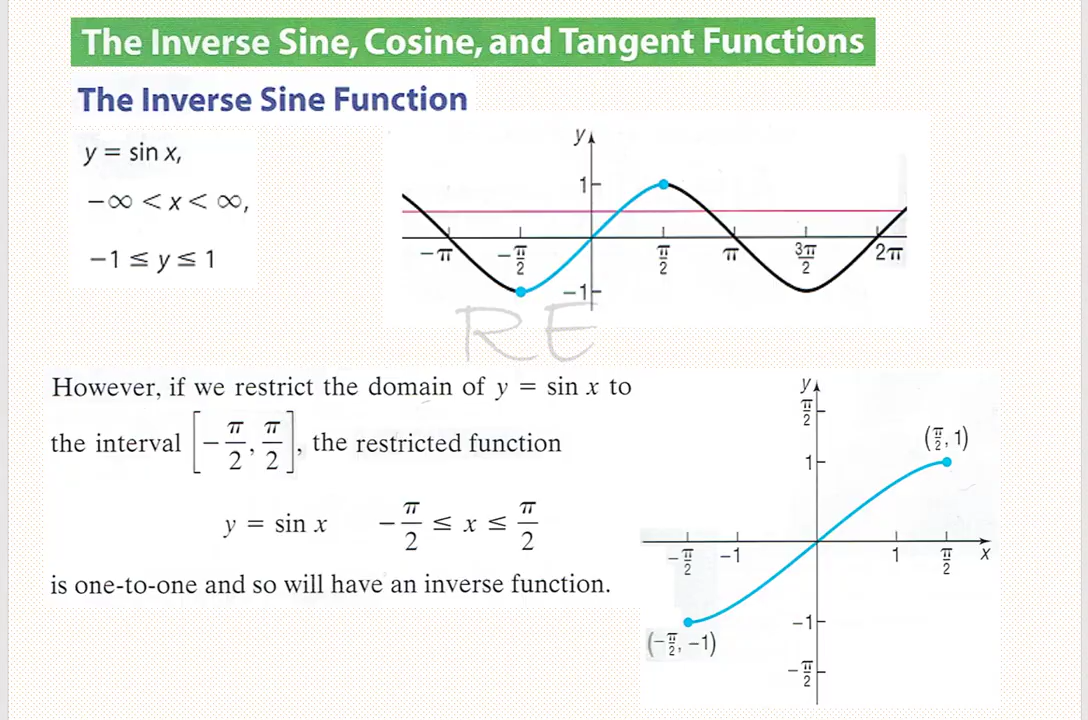 The Inverse Sine, Cosine, and Tangent Functions
The Inverse Sine Function
y = sin x,
−∞ < x < ∞,
−1 ≤ y ≤ 1
y
1
−π −π/2 π/2 π 3π/2 2π
−1
RE
However, if we restrict the domain of y = sin x to
the interval [−π/2, π/2], the restricted function
y = sin x −π/2 ≤ x ≤ π/2
is one-to-one and so will have an inverse function.
y
π/2
(π/2, 1)
1
−π/2 −1 1 π/2 x
−1
(−π/2, −1)
−π/2